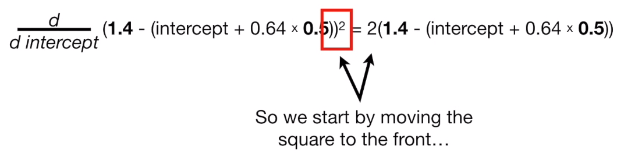 d
d intercept (1.4 - (intercept + 0.64 × 0.5))² = 2(1.4 - (intercept + 0.64 × 0.5))
So we start by moving the
square to the front…